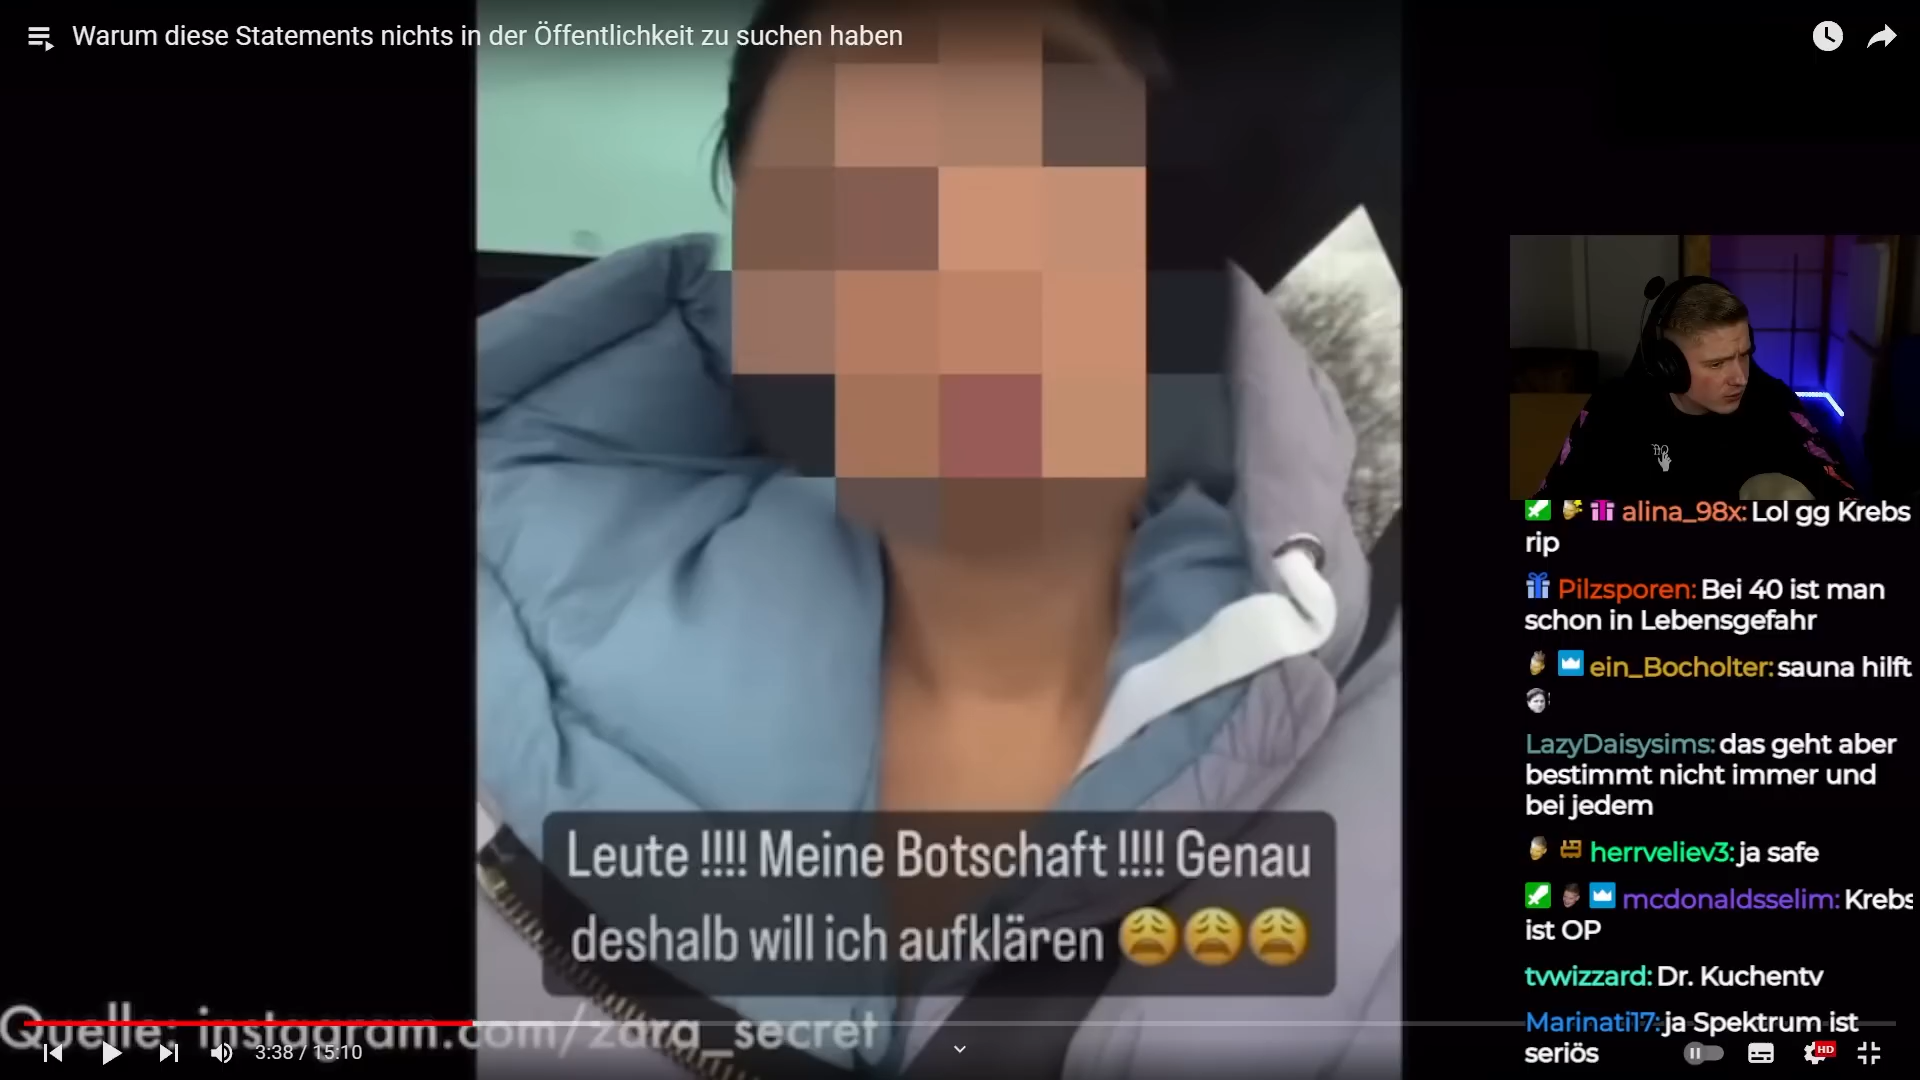 Warum diese Statements nichts in der Öffentlichkeit zu suchen haben
alina_98x: Lol gg Krebs
rip
Pilzsporen: Bei 40 ist man
schon in Lebensgefahr
ein_Bocholter: sauna hilft
LazyDaisysims: das geht aber
bestimmt nicht immer und
bei jedem
herrveliev3: ja safe
mcdonaldsselim: Krebs
ist OP
tvwizzard: Dr. Kuchentv
Marinati17: ja Spektrum ist
seriös
Leute !!!! Meine Botschaft !!!! Genau
deshalb will ich aufklären 😩😩😩
Quelle: instagram.com/zara_secret
3:38 / 15:10
HD